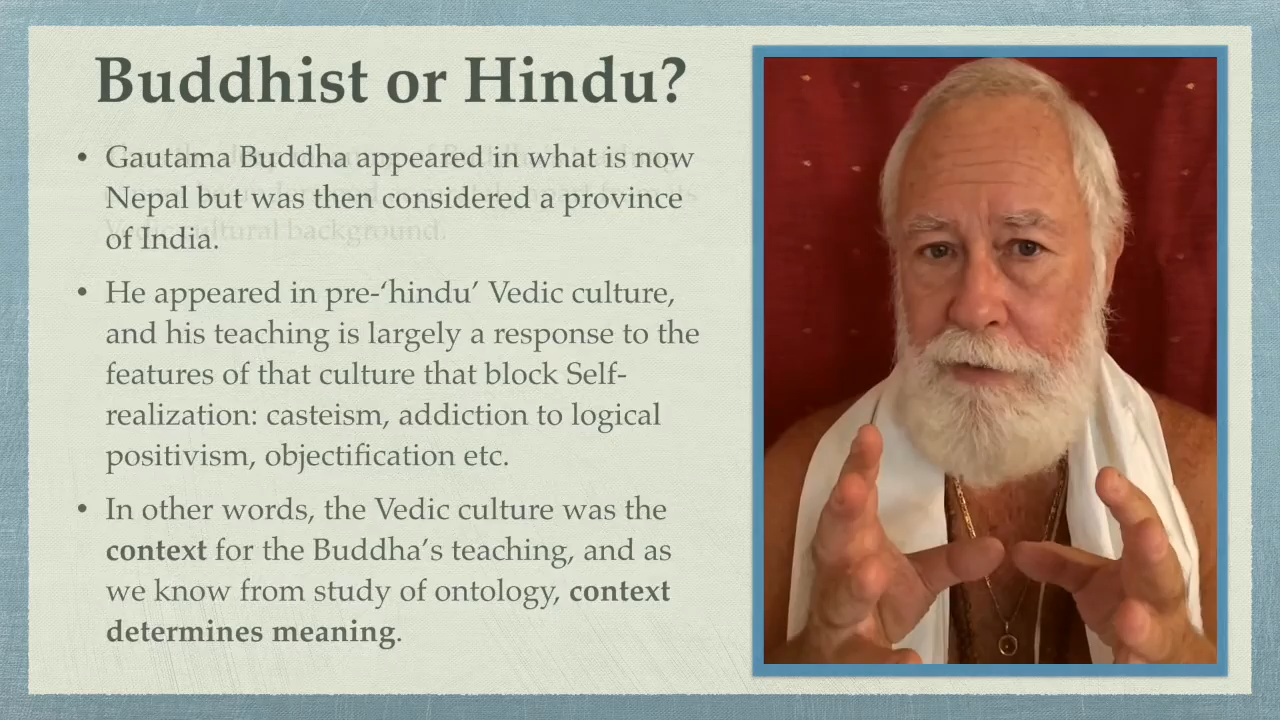 Buddhist or Hindu?
• Gautama Buddha appeared in what is now
Nepal but was then considered a province
of India.
• He appeared in pre-‘hindu’ Vedic culture,
and his teaching is largely a response to the
features of that culture that block Self-
realization: casteism, addiction to logical
positivism, objectification etc.
• In other words, the Vedic culture was the
context for the Buddha’s teaching, and as
we know from study of ontology, context
determines meaning.